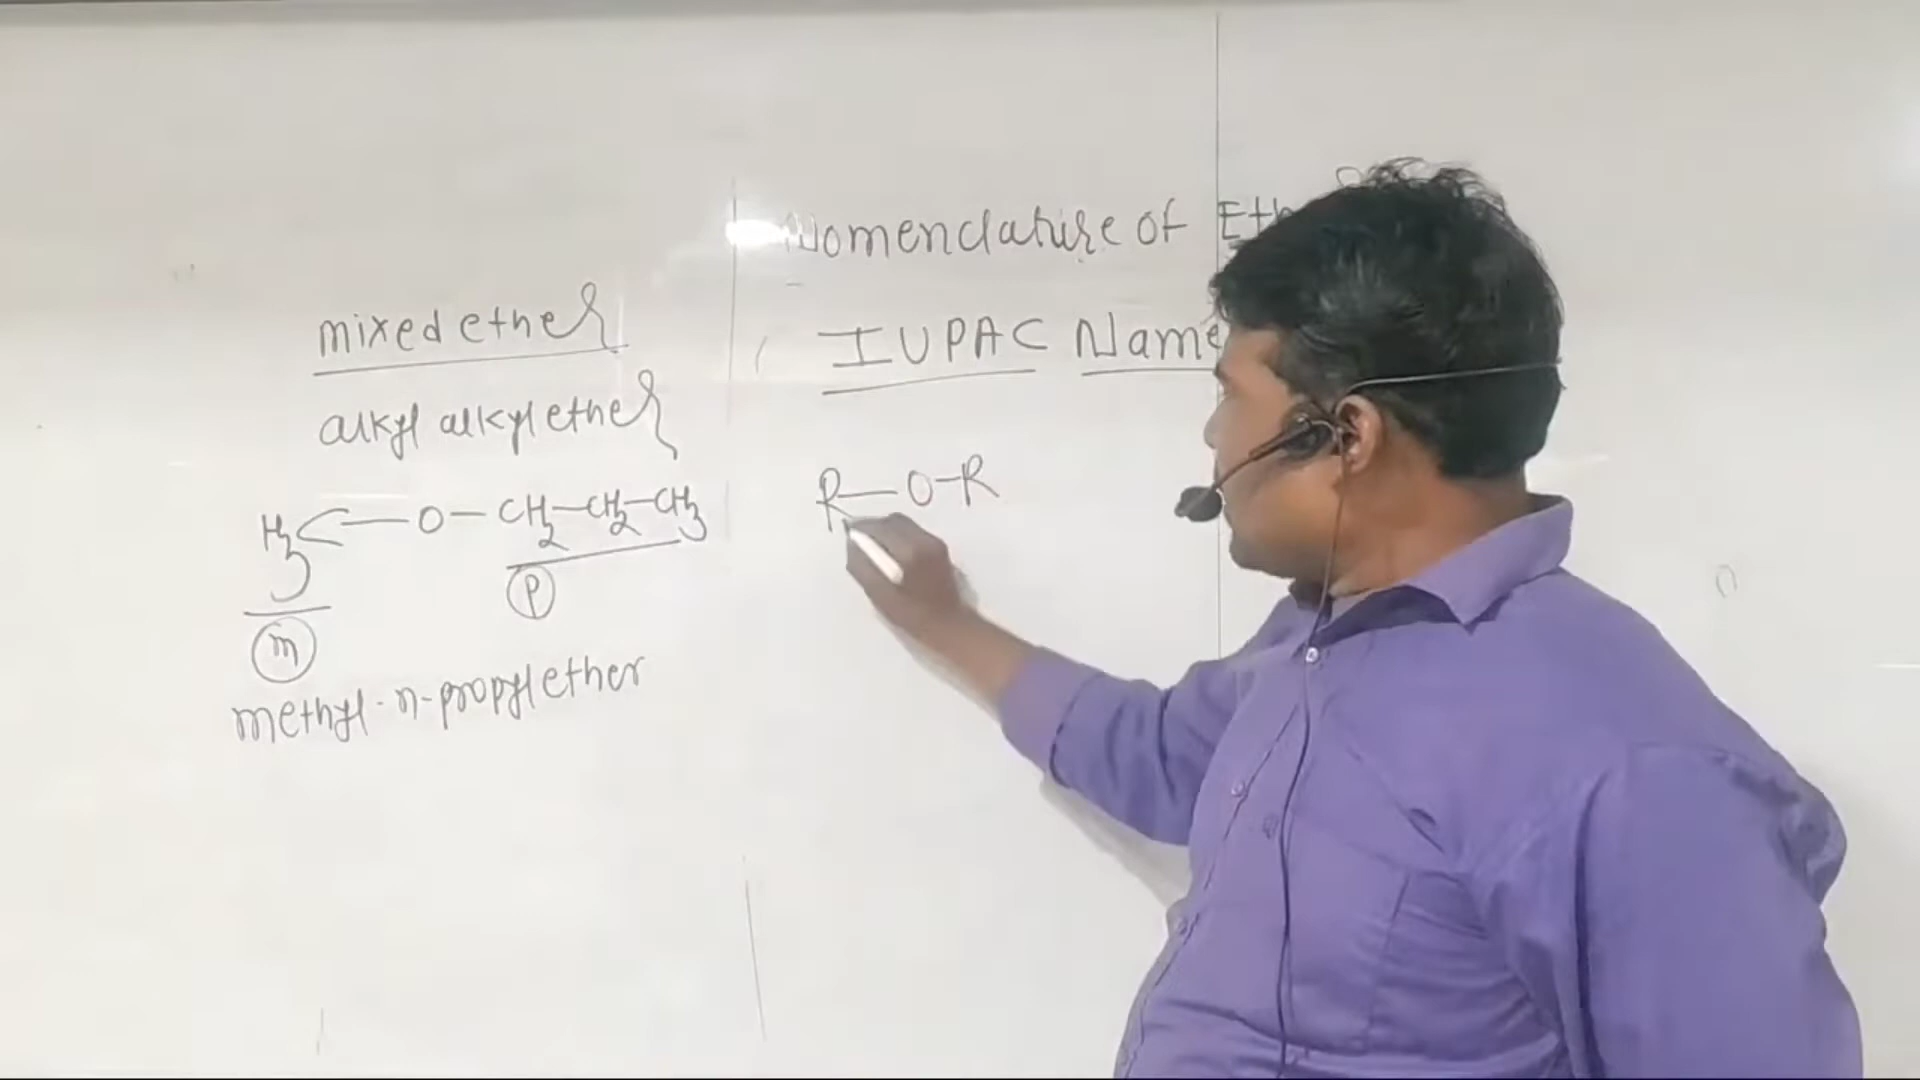 mixed ether
alkyl alkyl ether
H3C—O—CH2—CH2—CH3
m p
methyl-n-propyl ether
Nomenclature of
IUPAC Name
R—O—R